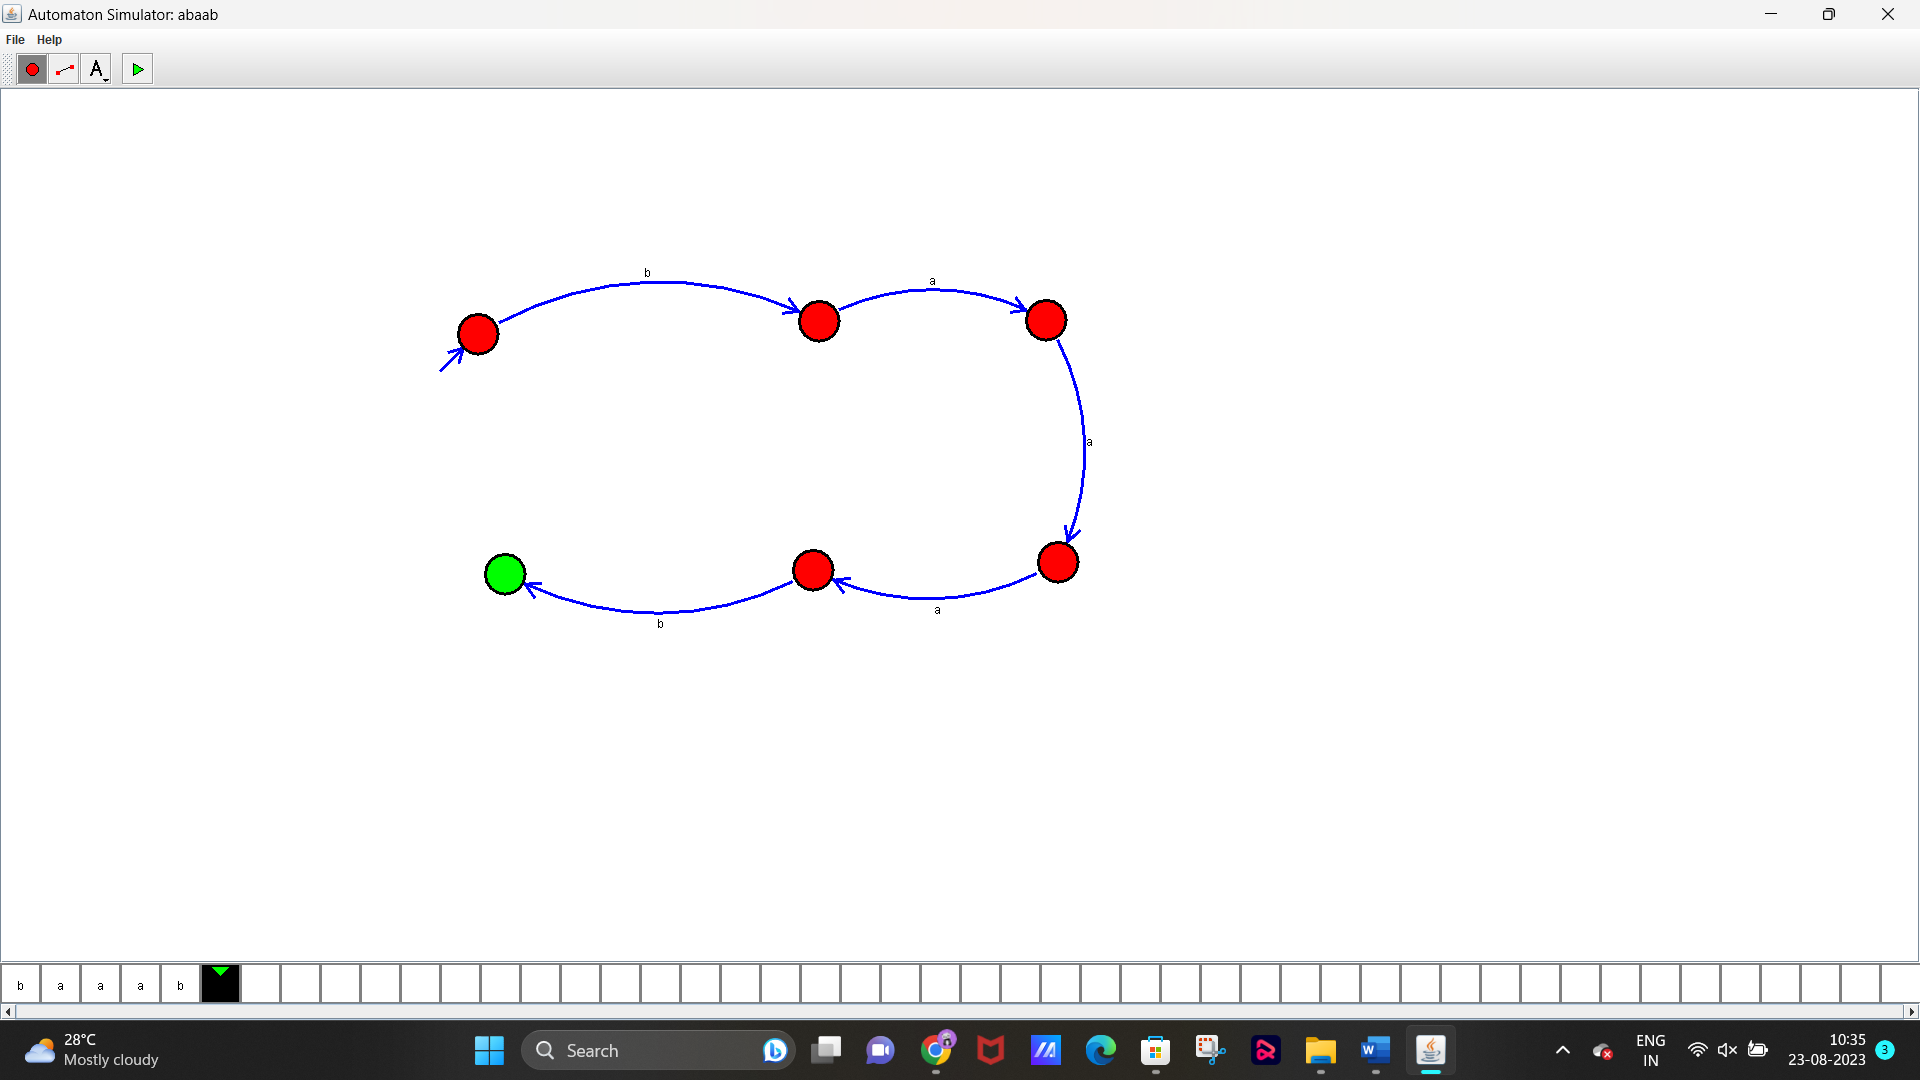 Automaton Simulator: abaab
File Help
A
b
a
a
a
b
b a a a b
28°C
Mostly cloudy
Search
ENG
IN
10:35
23-08-2023
3